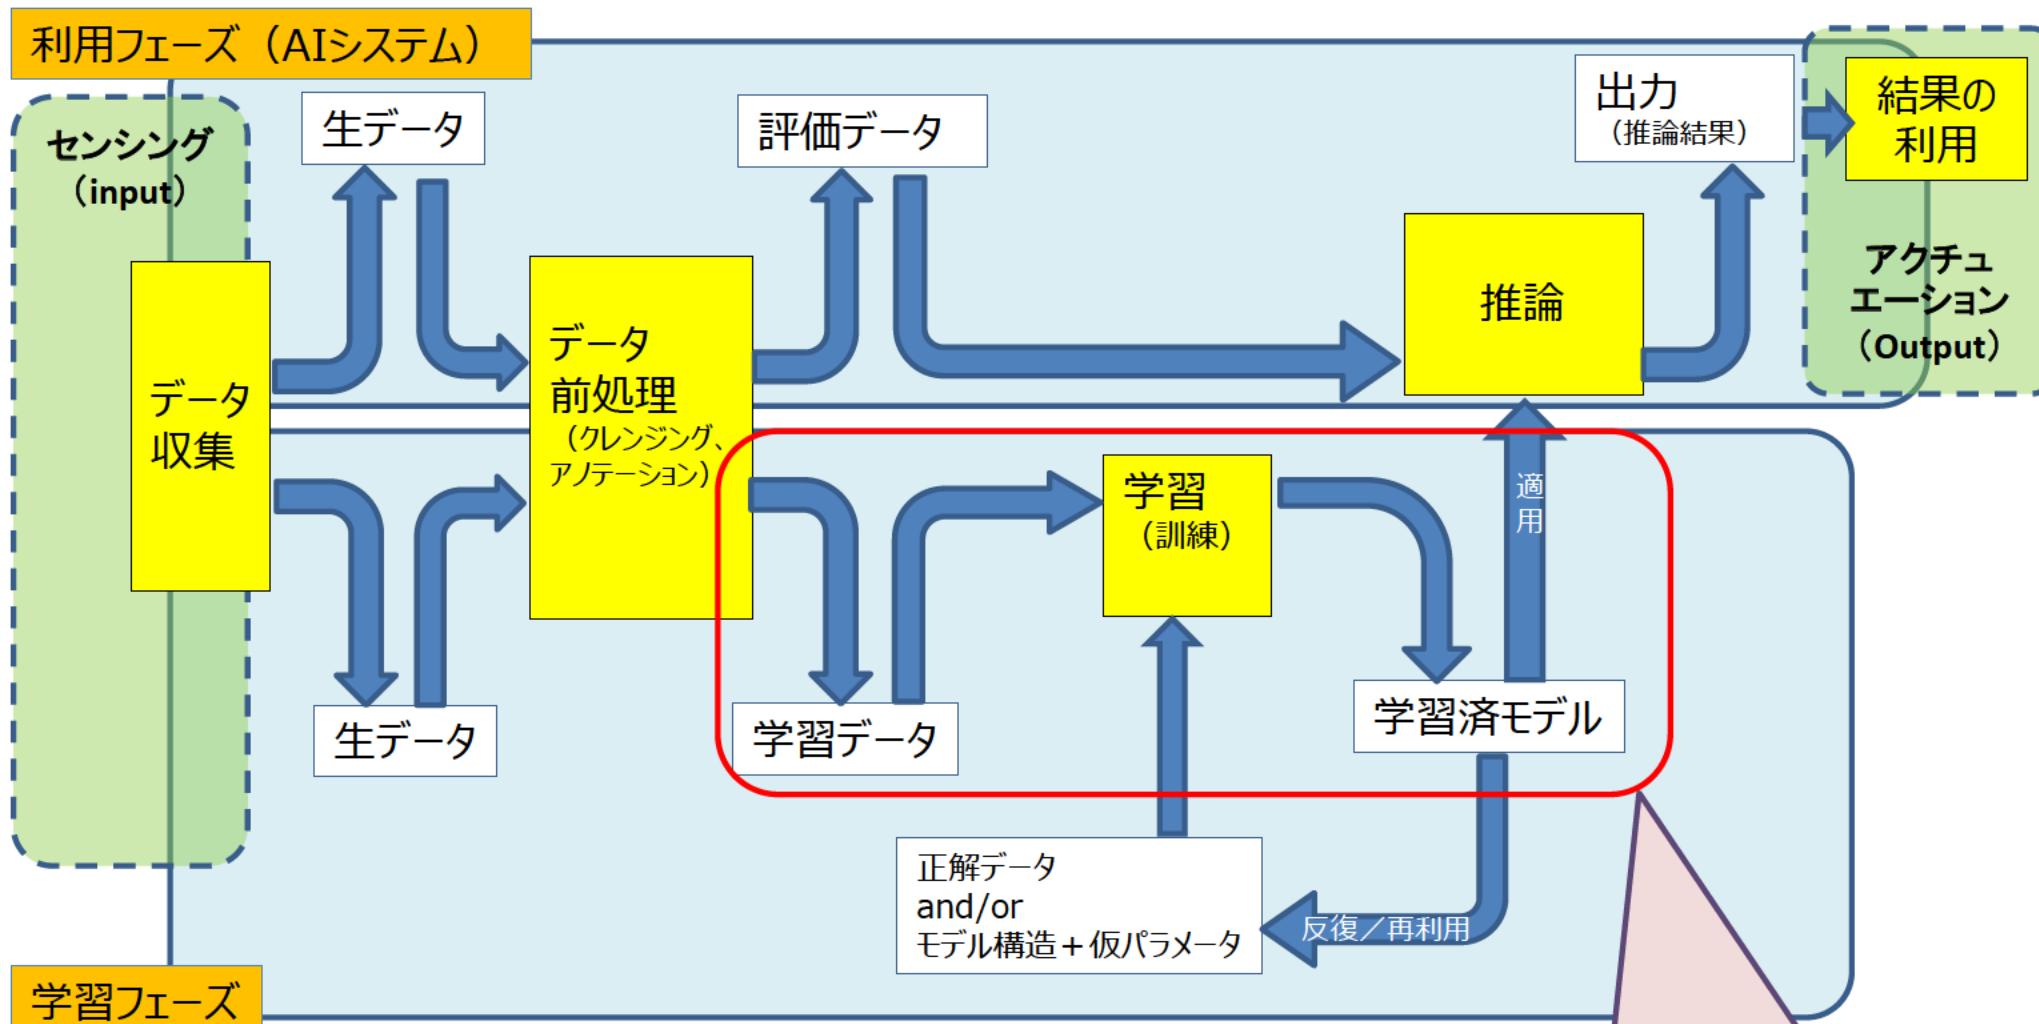 利用フェーズ（AIシステム）
センシング
（input）
生データ
評価データ
出力
（推論結果）
結果の
利用
アクチュ
エーション
（Output）
データ
収集
データ
前処理
（クレンジング、
アノテーション）
推論
学習
（訓練）
適
用
生データ
学習データ
学習済モデル
正解データ
and/or
モデル構造＋仮パラメータ
反復／再利用
学習フェーズ